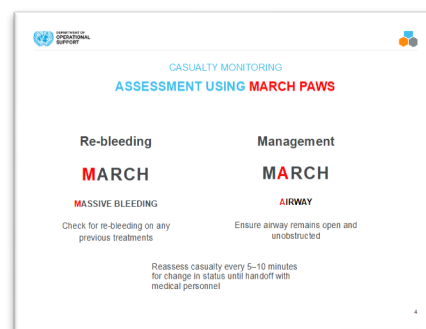 DEPARTMENT OF
OPERATIONAL
SUPPORT
CASUALTY MONITORING
ASSESSMENT USING MARCH PAWS
Re-bleeding
MARCH
MASSIVE BLEEDING
Check for re-bleeding on any
previous treatments
Management
MARCH
AIRWAY
Ensure airway remains open and
unobstructed
Reassess casualty every 5–10 minutes
for change in status until handoff with
medical personnel
4